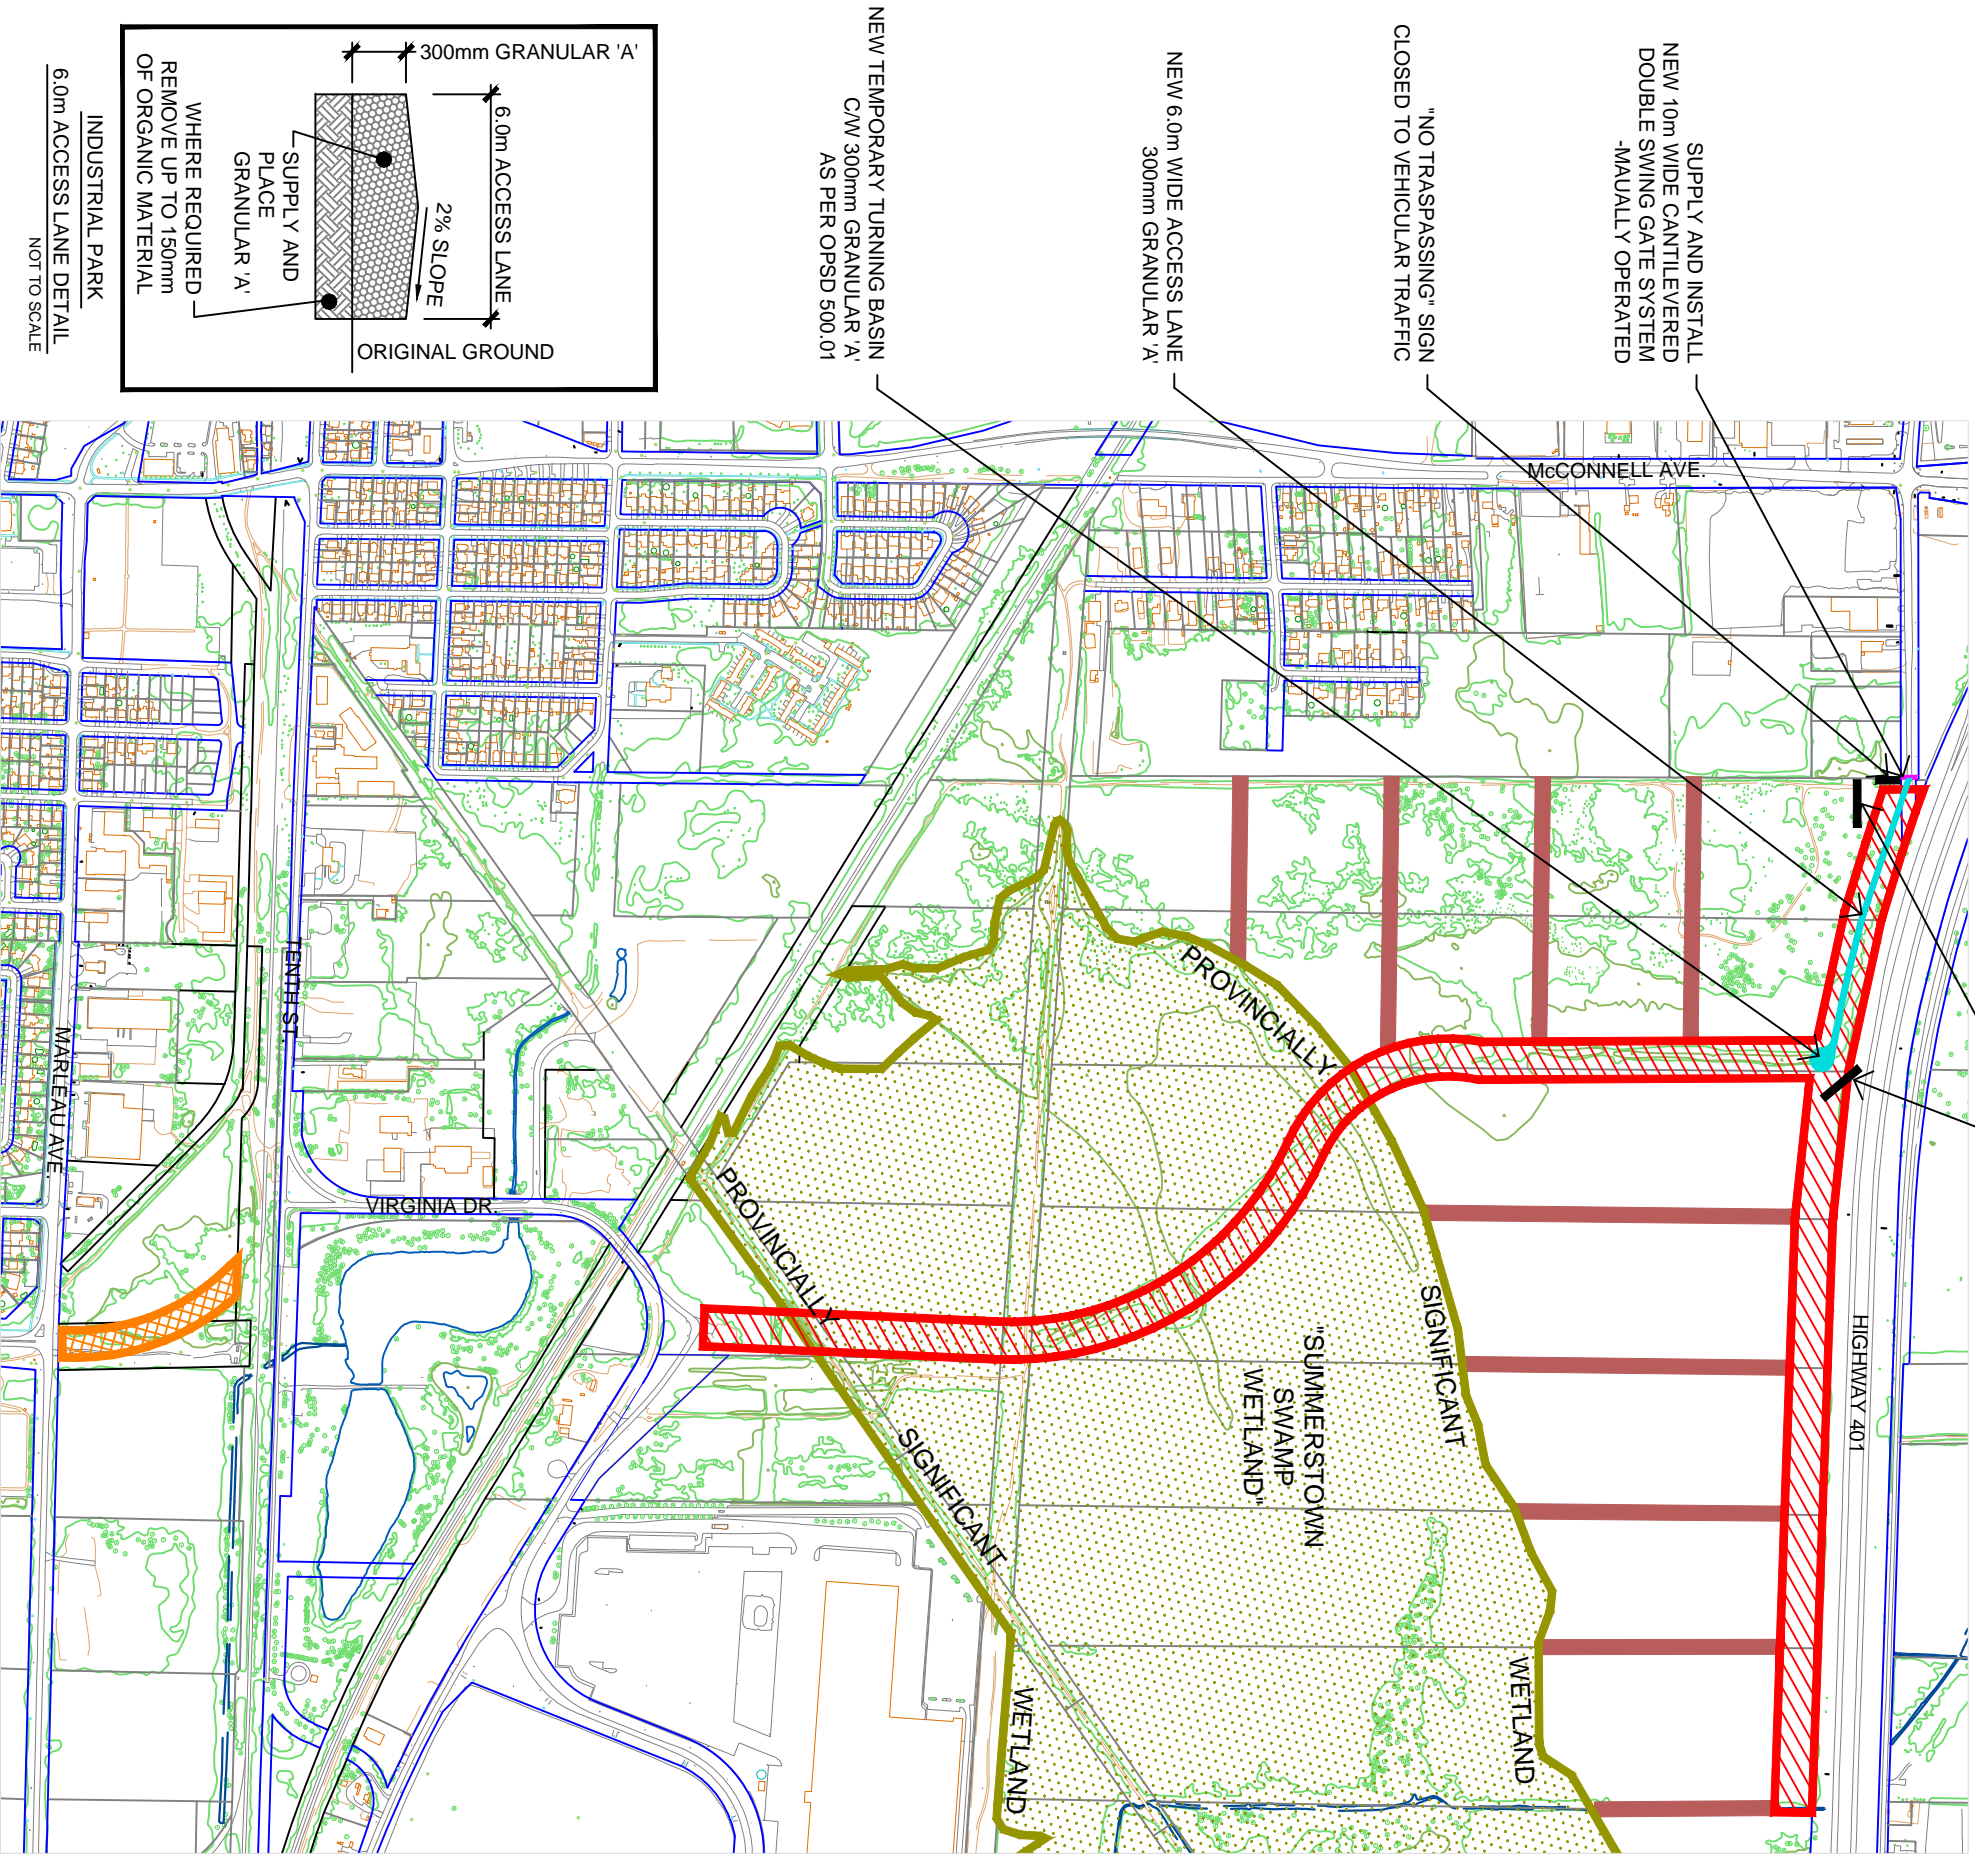 SUPPLY AND INSTALL
NEW 10m WIDE CANTILEVERED
DOUBLE SWING GATE SYSTEM
-MAUALLY OPERATED
"NO TRASPASSING" SIGN
CLOSED TO VEHICULAR TRAFFIC
NEW 6.0m WIDE ACCESS LANE
300mm GRANULAR 'A'
NEW TEMPORARY TURNING BASIN
C/W 300mm GRANULAR 'A'
AS PER OPSD 500.01
300mm GRANULAR 'A'
6.0m ACCESS LANE
2% SLOPE
ORIGINAL GROUND
SUPPLY AND
PLACE
GRANULAR 'A'
WHERE REQUIRED
REMOVE UP TO 150mm
OF ORGANIC MATERIAL
INDUSTRIAL PARK
6.0m ACCESS LANE DETAIL
NOT TO SCALE
McCONNELL AVE.
HIGHWAY 401
PROVINCIALLY
SIGNIFICANT
WETLAND
"SUMMERSTOWN
SWAMP
WETLAND"
PROVINCIALLY
SIGNIFICANT
WETLAND
VIRGINIA DR.
TENTH ST.
MARLEAU AVE.